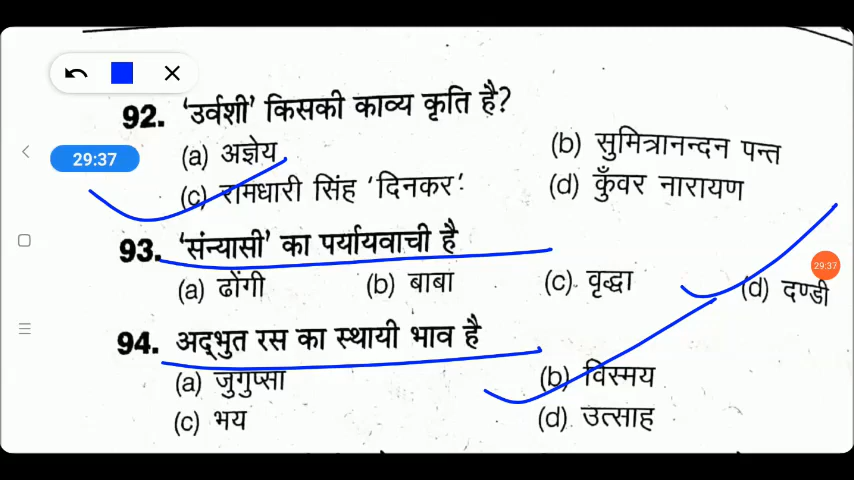 92. 'उर्वशी' किसकी काव्य कृति है?
29:37
(a) अज्ञेय (b) सुमित्रानन्दन पन्त
(c) रामधारी सिंह 'दिनकर' (d) कुँवर नारायण
93. 'संन्यासी' का पर्यायवाची है
29:37
(a) ढोंगी (b) बाबा (c) वृद्धा (d) दण्डी
94. अद्भुत रस का स्थायी भाव है
(a) जुगुप्सा (b) विस्मय
(c) भय (d) उत्साह